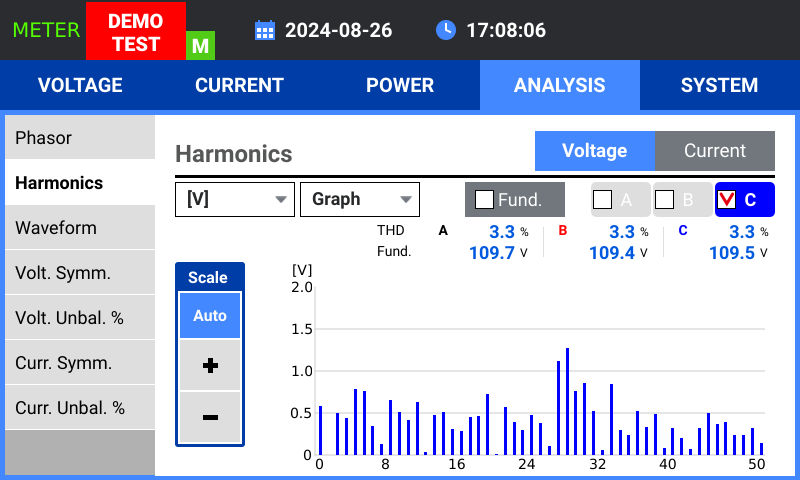 METER DEMO TEST M 2024-08-26 17:08:06
VOLTAGE CURRENT POWER ANALYSIS SYSTEM
Phasor
Harmonics
Waveform
Volt. Symm.
Volt. Unbal. %
Curr. Symm.
Curr. Unbal. %
Harmonics Voltage Current
[V] Graph Fund. A B C
THD A 3.3 % B 3.3 % C 3.3 %
Fund. 109.7 V 109.4 V 109.5 V
Scale
Auto
+
−
[V]
2.0
1.5
1.0
0.5
0
0 8 16 24 32 40 50